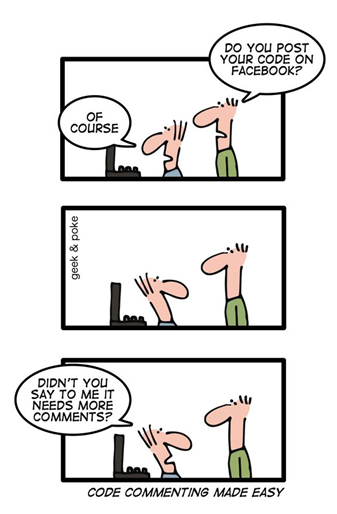 DO YOU POST
YOUR CODE ON
FACEBOOK?
OF
COURSE
geek & poke
DIDN'T YOU
SAY TO ME IT
NEEDS MORE
COMMENTS?
CODE COMMENTING MADE EASY